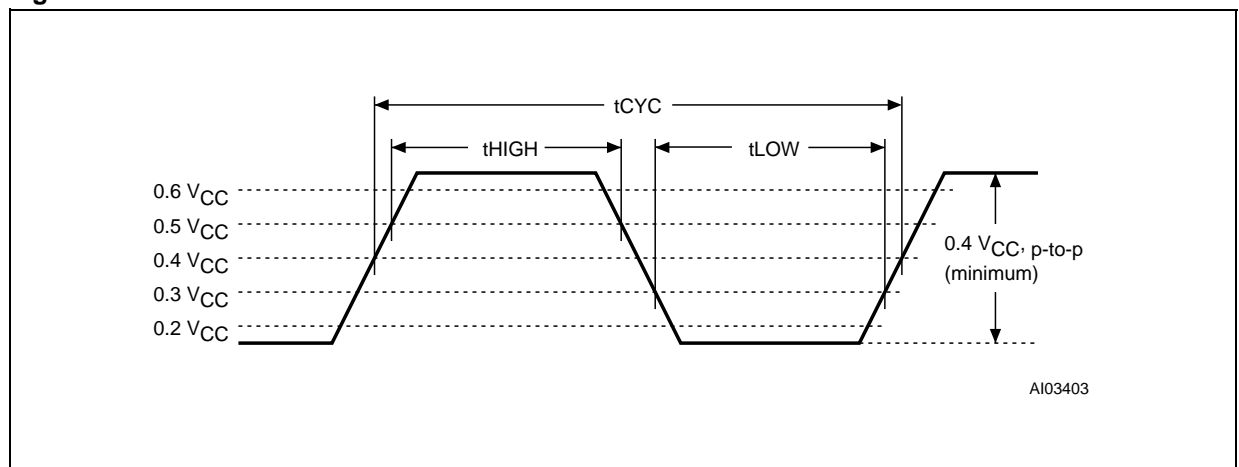 tCYC
tHIGH
tLOW
0.6 VCC
0.5 VCC
0.4 VCC
0.3 VCC
0.2 VCC
0.4 VCC, p-to-p
(minimum)
AI03403